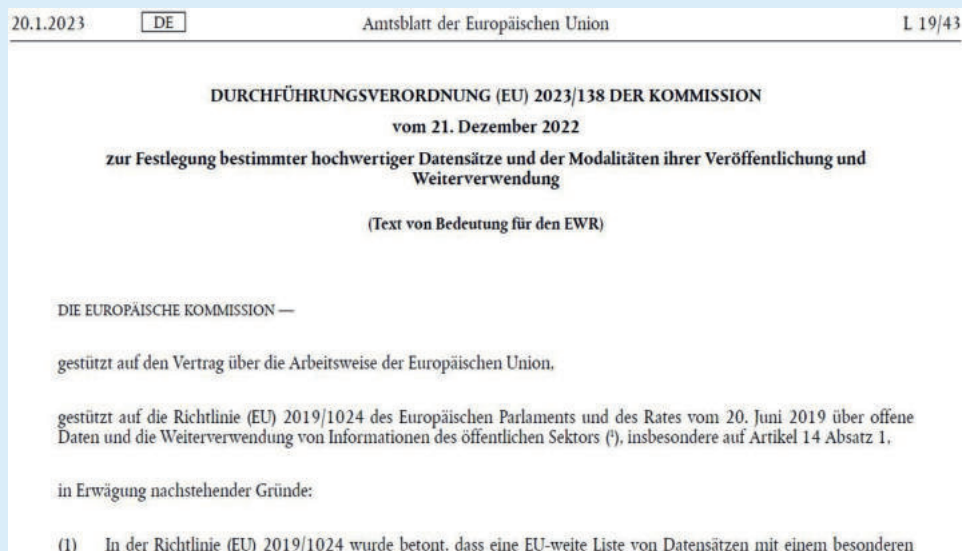 20.1.2023 DE Amtsblatt der Europäischen Union L 19/43
DURCHFÜHRUNGSVERORDNUNG (EU) 2023/138 DER KOMMISSION
vom 21. Dezember 2022
zur Festlegung bestimmter hochwertiger Datensätze und der Modalitäten ihrer Veröffentlichung und
Weiterverwendung
(Text von Bedeutung für den EWR)
DIE EUROPÄISCHE KOMMISSION —
gestützt auf den Vertrag über die Arbeitsweise der Europäischen Union,
gestützt auf die Richtlinie (EU) 2019/1024 des Europäischen Parlaments und des Rates vom 20. Juni 2019 über offene
Daten und die Weiterverwendung von Informationen des öffentlichen Sektors (¹), insbesondere auf Artikel 14 Absatz 1,
in Erwägung nachstehender Gründe:
(1) In der Richtlinie (EU) 2019/1024 wurde betont, dass eine EU-weite Liste von Datensätzen mit einem besonderen